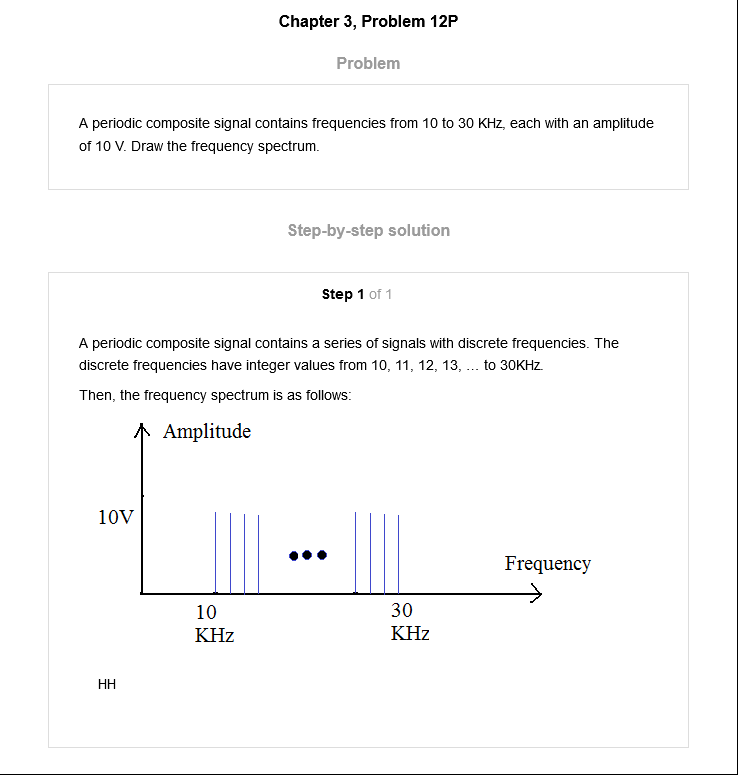 Chapter 3, Problem 12P
Problem
A periodic composite signal contains frequencies from 10 to 30 KHz, each with an amplitude
of 10 V. Draw the frequency spectrum.
Step-by-step solution
Step 1 of 1
A periodic composite signal contains a series of signals with discrete frequencies. The
discrete frequencies have integer values from 10, 11, 12, 13, … to 30KHz.
Then, the frequency spectrum is as follows:
Amplitude
10V
Frequency
10
KHz
30
KHz
HH